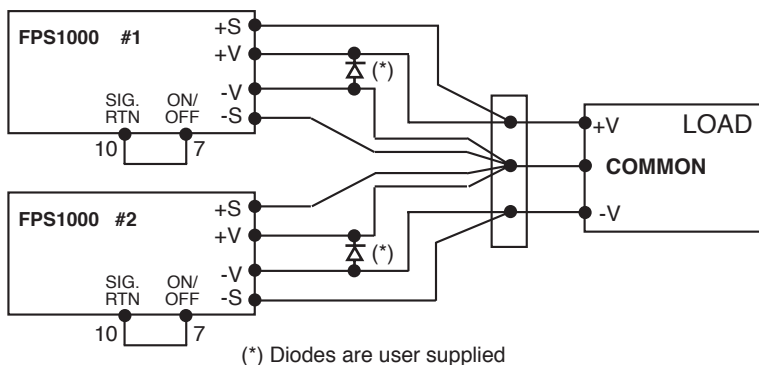 FPS1000 #1
+S
+V
-V
-S
SIG. RTN
ON/ OFF
10
7
(*)
FPS1000 #2
+S
+V
-V
-S
SIG. RTN
ON/ OFF
10
7
(*)
+V
LOAD
COMMON
-V
(*) Diodes are user supplied